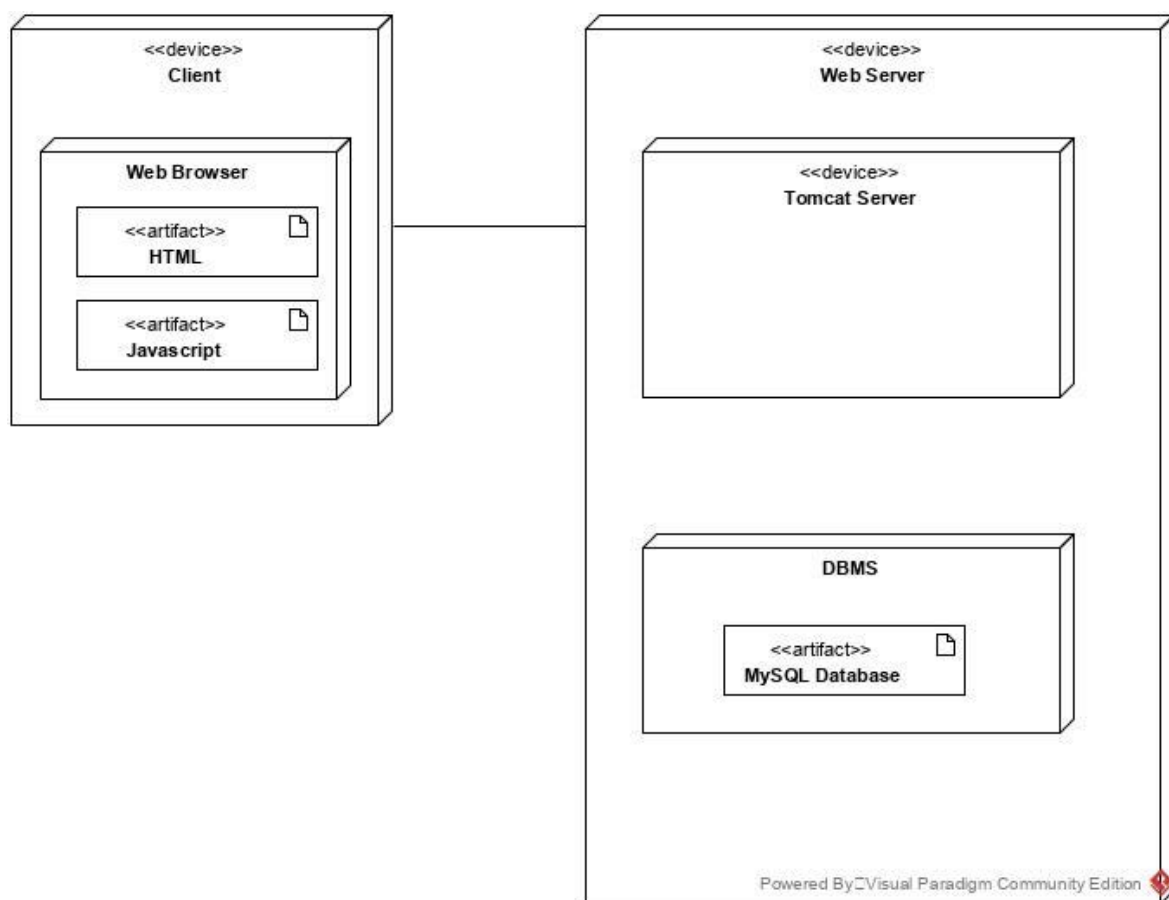 <<device>>
Client
Web Browser
<<artifact>>
HTML
<<artifact>>
Javascript
<<device>>
Web Server
<<device>>
Tomcat Server
DBMS
<<artifact>>
MySQL Database
Powered By□Visual Paradigm Community Edition